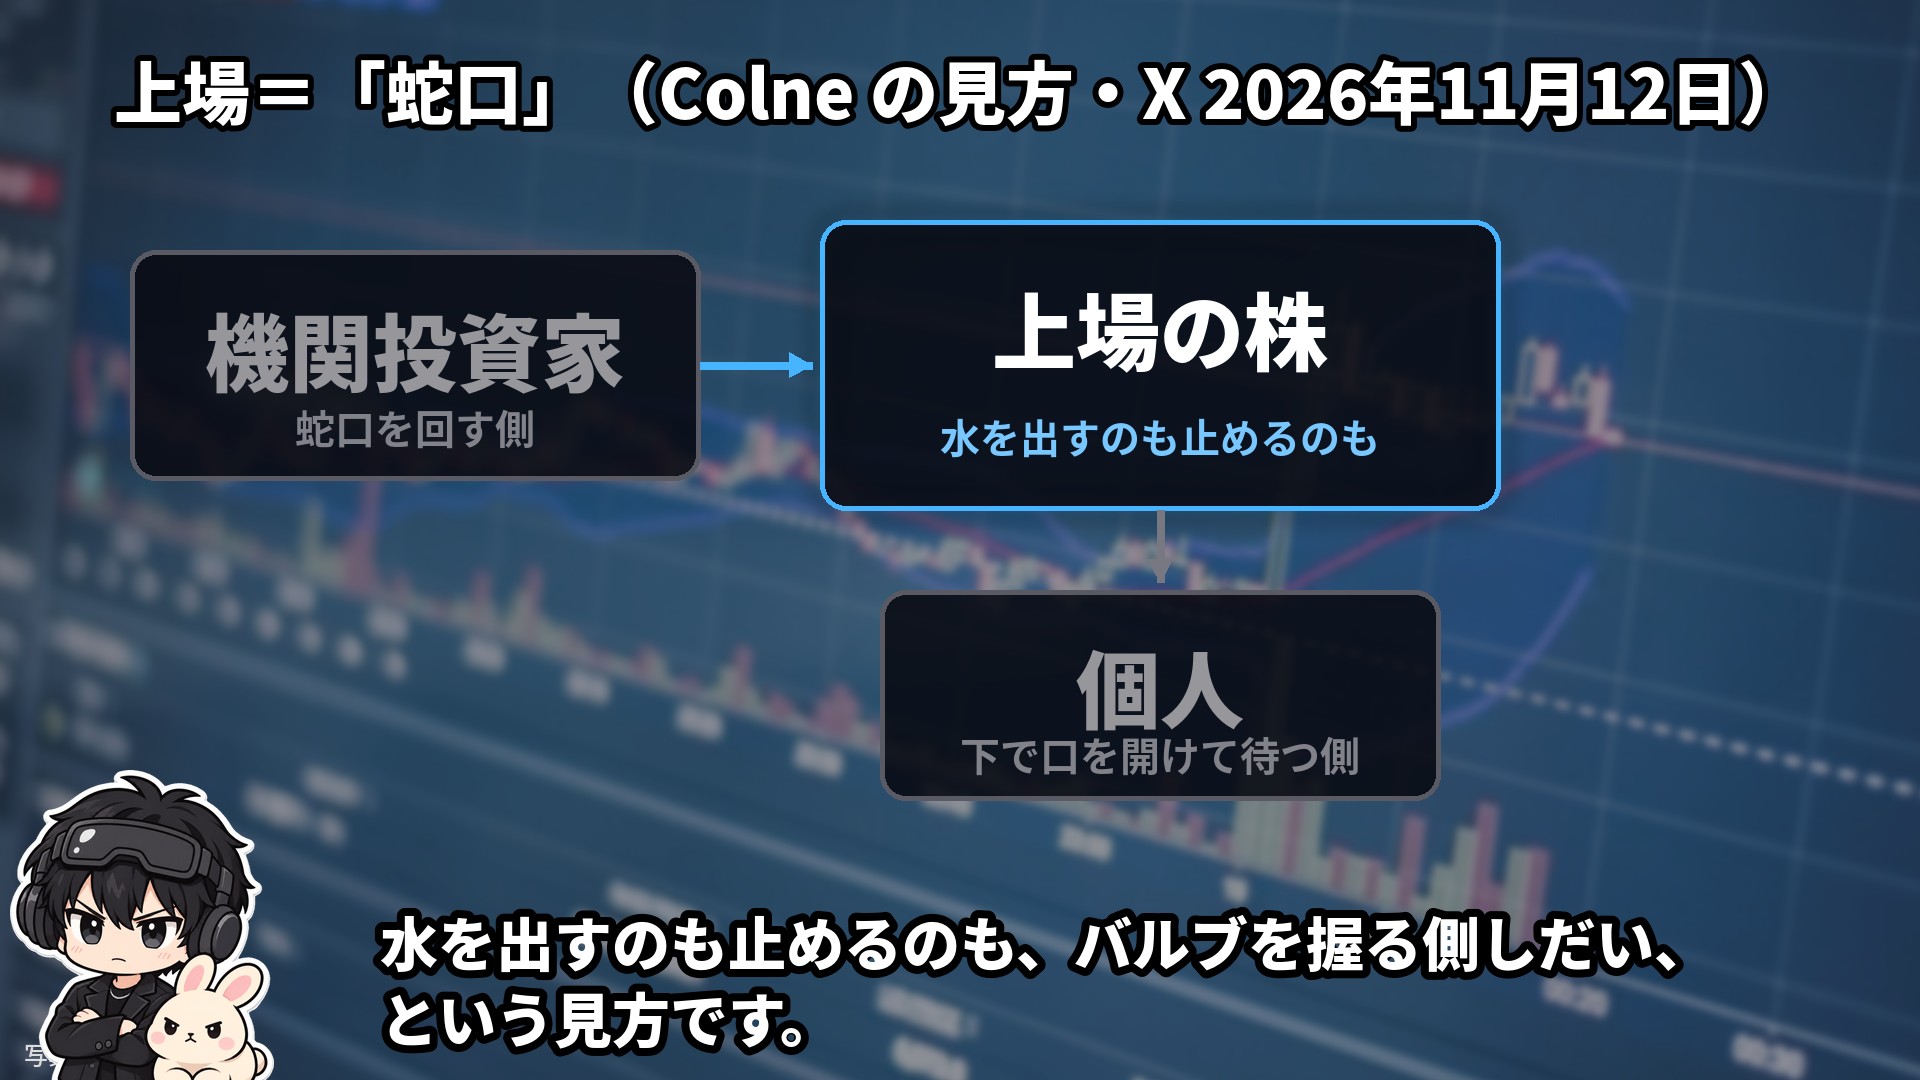 上場＝「蛇口」（Colne の見方・X 2026年11月12日）
機関投資家
蛇口を回す側
上場の株
水を出すのも止めるのも
個人
下で口を開けて待つ側
水を出すのも止めるのも、バルブを握る側しだい、
という見方です。